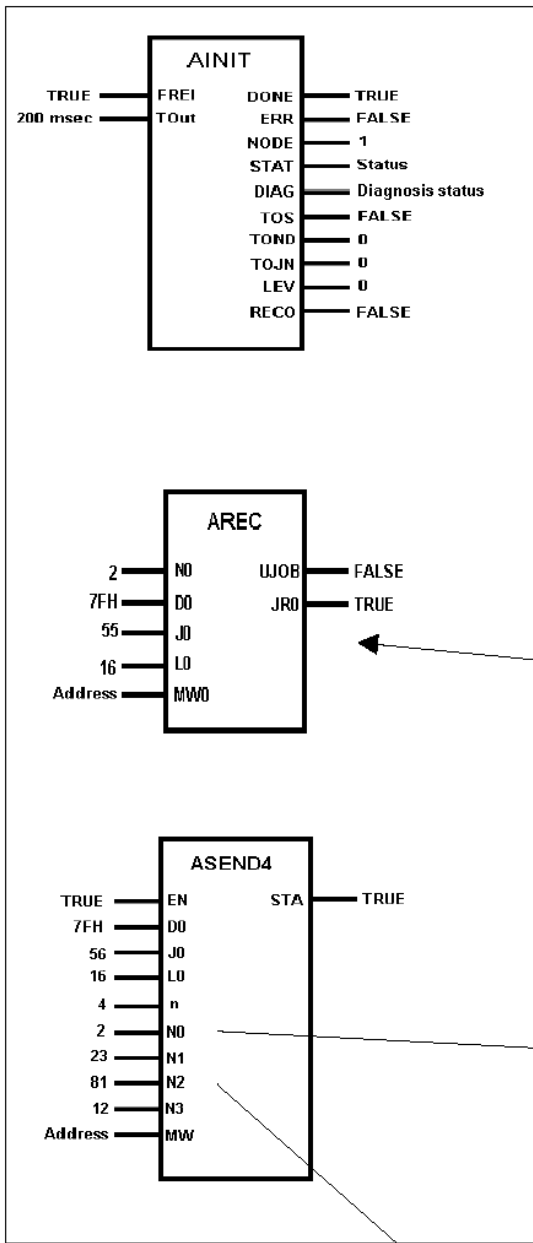 AINIT
TRUE FREI DONE TRUE
200 msec TOut ERR FALSE
NODE 1
STAT Status
DIAG Diagnosis status
TOS FALSE
TOND 0
TOJN 0
LEV 0
RECO FALSE
AREC
2 N0 UJOB FALSE
7FH D0 JR0 TRUE
55 J0
16 L0
Address MW0
ASEND4
TRUE EN STA TRUE
7FH D0
56 J0
16 L0
4 n
2 N0
23 N1
81 N2
12 N3
Address MW